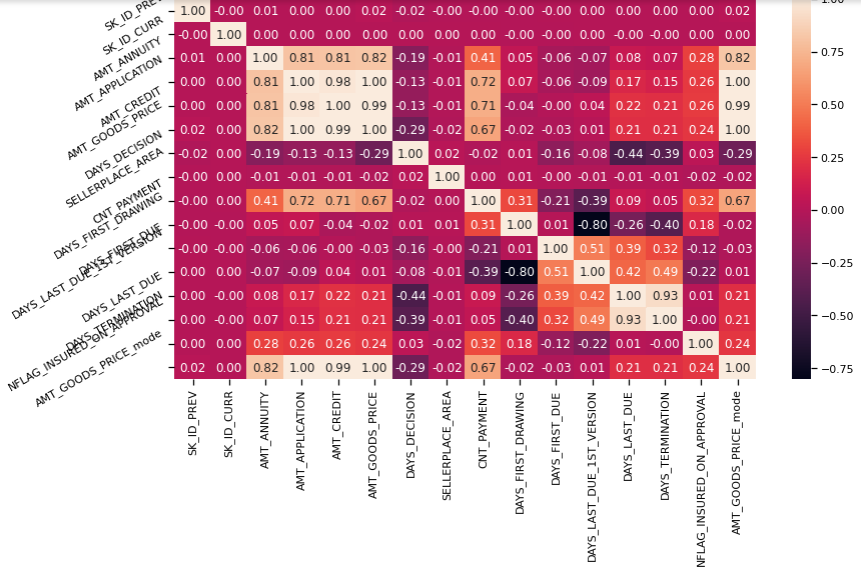 SK_ID_PREV 1.00 -0.00 0.01 0.00 0.00 0.02 -0.02 -0.00 0.00 -0.00 -0.00 0.00 0.00 0.00 0.00 0.02
SK_ID_CURR -0.00 1.00 0.00 0.00 0.00 0.00 0.00 0.00 0.00 0.00 -0.00 -0.00 -0.00 -0.00 0.00 0.00
AMT_ANNUITY 0.01 0.00 1.00 0.81 0.81 0.82 -0.19 -0.01 0.41 0.05 -0.06 -0.07 0.08 0.07 0.28 0.82
AMT_APPLICATION 0.00 0.00 0.81 1.00 0.98 1.00 -0.13 -0.01 0.72 0.07 -0.06 -0.09 0.17 0.15 0.26 1.00
AMT_CREDIT 0.00 0.00 0.81 0.98 1.00 0.99 -0.13 -0.01 0.71 -0.04 -0.00 0.04 0.22 0.21 0.26 0.99
AMT_GOODS_PRICE 0.02 0.00 0.82 1.00 0.99 1.00 -0.29 -0.02 0.67 -0.02 -0.03 0.01 0.21 0.21 0.24 1.00
DAYS_DECISION -0.02 0.00 -0.19 -0.13 -0.13 -0.29 1.00 0.02 -0.02 0.01 -0.16 -0.08 -0.44 -0.39 0.03 -0.29
SELLERPLACE_AREA -0.00 0.00 -0.01 -0.01 -0.01 -0.02 0.02 1.00 0.00 0.01 -0.00 -0.01 -0.01 -0.01 -0.02 -0.02
CNT_PAYMENT 0.00 0.00 0.41 0.72 0.71 0.67 -0.02 0.00 1.00 0.31 -0.21 -0.39 0.09 0.05 0.32 0.67
DAYS_FIRST_DRAWING -0.00 0.00 0.05 0.07 -0.04 -0.02 0.01 0.01 0.31 1.00 0.01 -0.80 -0.26 -0.40 0.18 -0.02
DAYS_FIRST_DUE -0.00 -0.00 -0.06 -0.06 -0.00 -0.03 -0.16 -0.00 -0.21 0.01 1.00 0.51 0.39 0.32 -0.12 -0.03
DAYS_LAST_DUE_1ST_VERSION 0.00 -0.00 -0.07 -0.09 0.04 0.01 -0.08 -0.01 -0.39 -0.80 0.51 1.00 0.42 0.49 -0.22 0.01
DAYS_LAST_DUE 0.00 -0.00 0.08 0.17 0.22 0.21 -0.44 -0.01 0.09 -0.26 0.39 0.42 1.00 0.93 0.01 0.21
DAYS_TERMINATION 0.00 -0.00 0.07 0.15 0.21 0.21 -0.39 -0.01 0.05 -0.40 0.32 0.49 0.93 1.00 -0.00 0.21
NFLAG_INSURED_ON_APPROVAL 0.00 0.00 0.28 0.26 0.26 0.24 0.03 -0.02 0.32 0.18 -0.12 -0.22 0.01 -0.00 1.00 0.24
AMT_GOODS_PRICE_mode 0.02 0.00 0.82 1.00 0.99 1.00 -0.29 -0.02 0.67 -0.02 -0.03 0.01 0.21 0.21 0.24 1.00
SK_ID_PREV
SK_ID_CURR
AMT_ANNUITY
AMT_APPLICATION
AMT_CREDIT
AMT_GOODS_PRICE
DAYS_DECISION
SELLERPLACE_AREA
CNT_PAYMENT
DAYS_FIRST_DRAWING
DAYS_FIRST_DUE
DAYS_LAST_DUE_1ST_VERSION
DAYS_LAST_DUE
DAYS_TERMINATION
NFLAG_INSURED_ON_APPROVAL
AMT_GOODS_PRICE_mode
1.00
0.75
0.50
0.25
0.00
−0.25
−0.50
−0.75